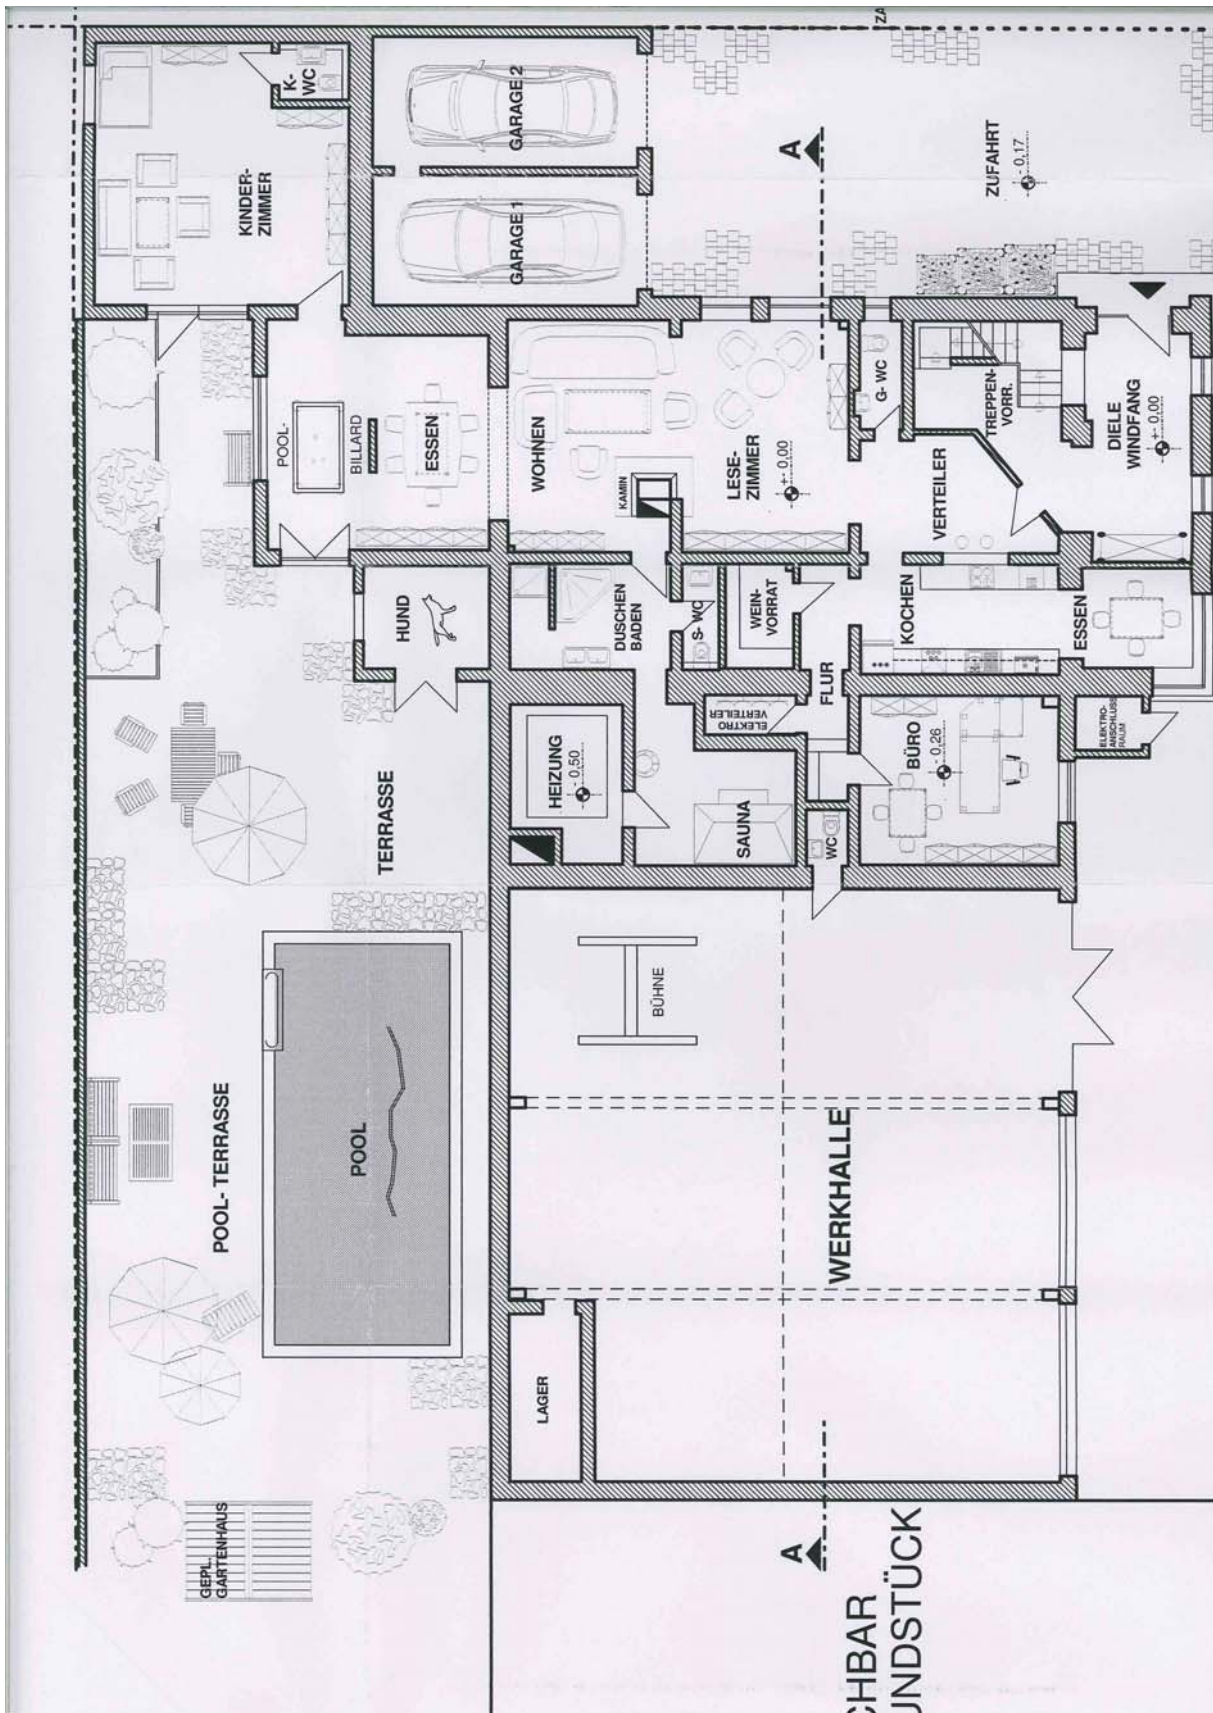 ZA
K-
WC
KINDER-
ZIMMER
GARAGE 2
GARAGE 1
A
ZUFAHRT
- 0,17
POOL-
BILLARD
ESSEN
WOHNEN
KAMIN
LESE-
ZIMMER
+- 0,00
G- WC
TREPPEN-
VORR.
DIELE
WINDFANG
+- 0,00
VERTEILER
HUND
DUSCHEN
BADEN
S- WC
WEIN-
VORRAT
KOCHEN
ESSEN
FLUR
ELEKTRO
VERTEILER
ELEKTRO-
ANSCHLUSS
RAUM
HEIZUNG
- 0,50
SAUNA
WC
BÜRO
- 0,26
TERRASSE
POOL- TERRASSE
POOL
BÜHNE
WERKHALLE
LAGER
GEPL.
GARTENHAUS
A
CHBAR
UNDSTÜCK